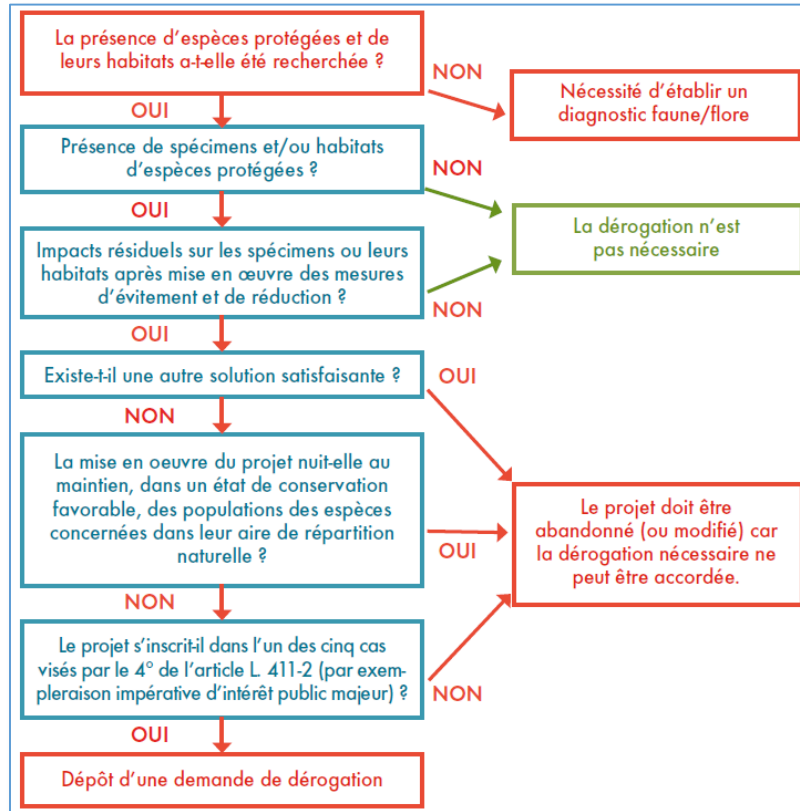 La présence d'espèces protégées et de
leurs habitats a-t-elle été recherchée ?
NON
Nécessité d'établir un
diagnostic faune/flore
OUI
Présence de spécimens et/ou habitats
d'espèces protégées ?
NON
OUI
La dérogation n'est
pas nécessaire
Impacts résiduels sur les spécimens ou leurs
habitats après mise en œuvre des mesures
d'évitement et de réduction ?
NON
OUI
Existe-t-il une autre solution satisfaisante ?
OUI
NON
La mise en oeuvre du projet nuit-elle au
maintien, dans un état de conservation
favorable, des populations des espèces
concernées dans leur aire de répartition
naturelle ?
OUI
Le projet doit être
abandonné (ou modifié) car
la dérogation nécessaire ne
peut être accordée.
NON
Le projet s'inscrit-il dans l'un des cinq cas
visés par le 4° de l'article L. 411-2 (par exem-
pleraison impérative d'intérêt public majeur) ?
NON
OUI
Dépôt d'une demande de dérogation